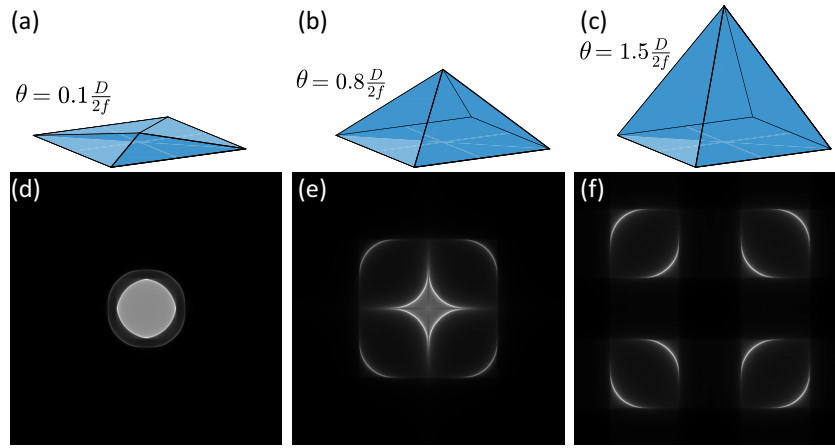 (a) (b) (c)
θ = 0.1 D/2f θ = 0.8 D/2f θ = 1.5 D/2f
(d) (e) (f)